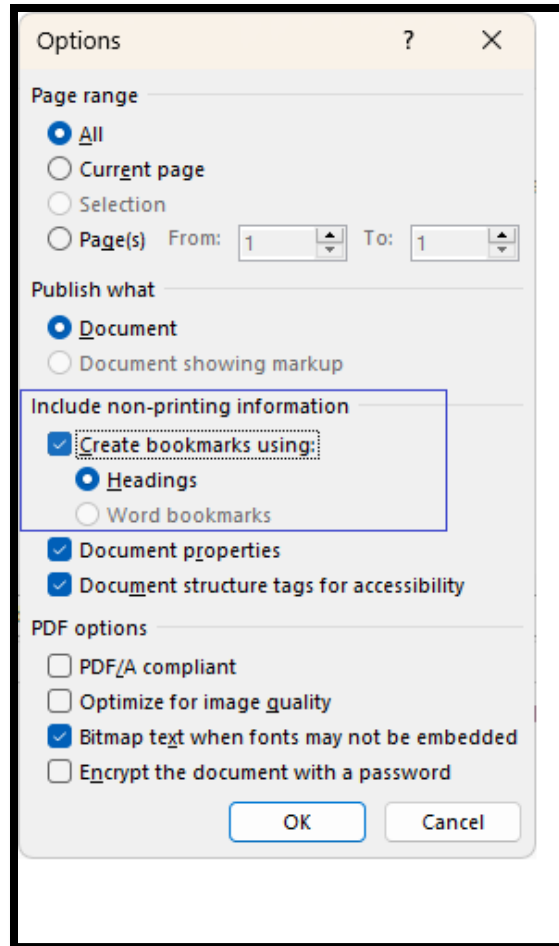 Options ?
Page range
All
Current page
Selection
Page(s) From: 1 To: 1
Publish what
Document
Document showing markup
Include non-printing information
Create bookmarks using:
Headings
Word bookmarks
Document properties
Document structure tags for accessibility
PDF options
PDF/A compliant
Optimize for image quality
Bitmap text when fonts may not be embedded
Encrypt the document with a password
OK Cancel